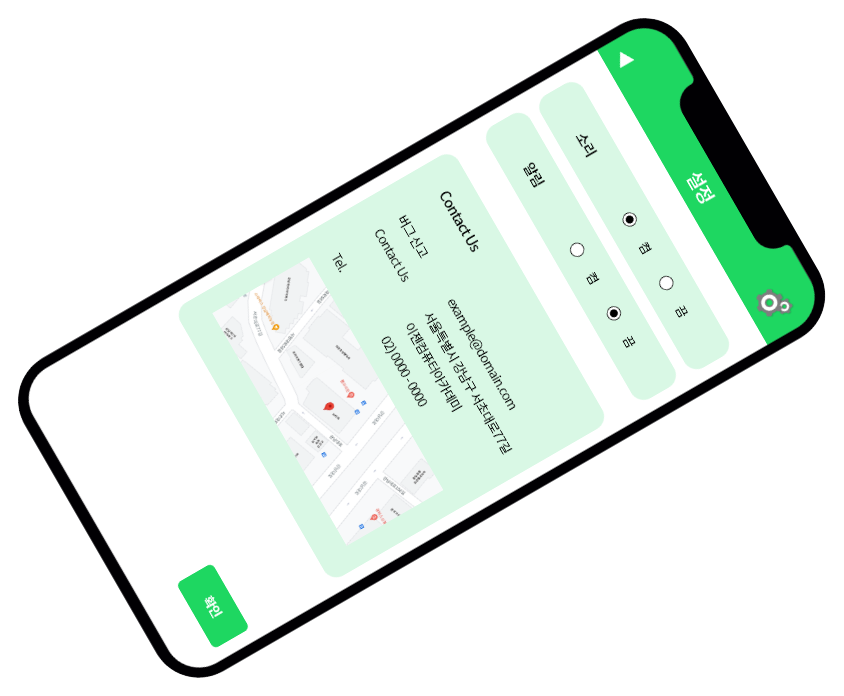 설정
소리 켬 끔
알림 켬 끔
Contact Us
버그 신고 example@domain.com
Contact Us 서울특별시 강남구 서초대로77길
이젠컴퓨터아카데미
Tel. 02) 0000 - 0000
확인